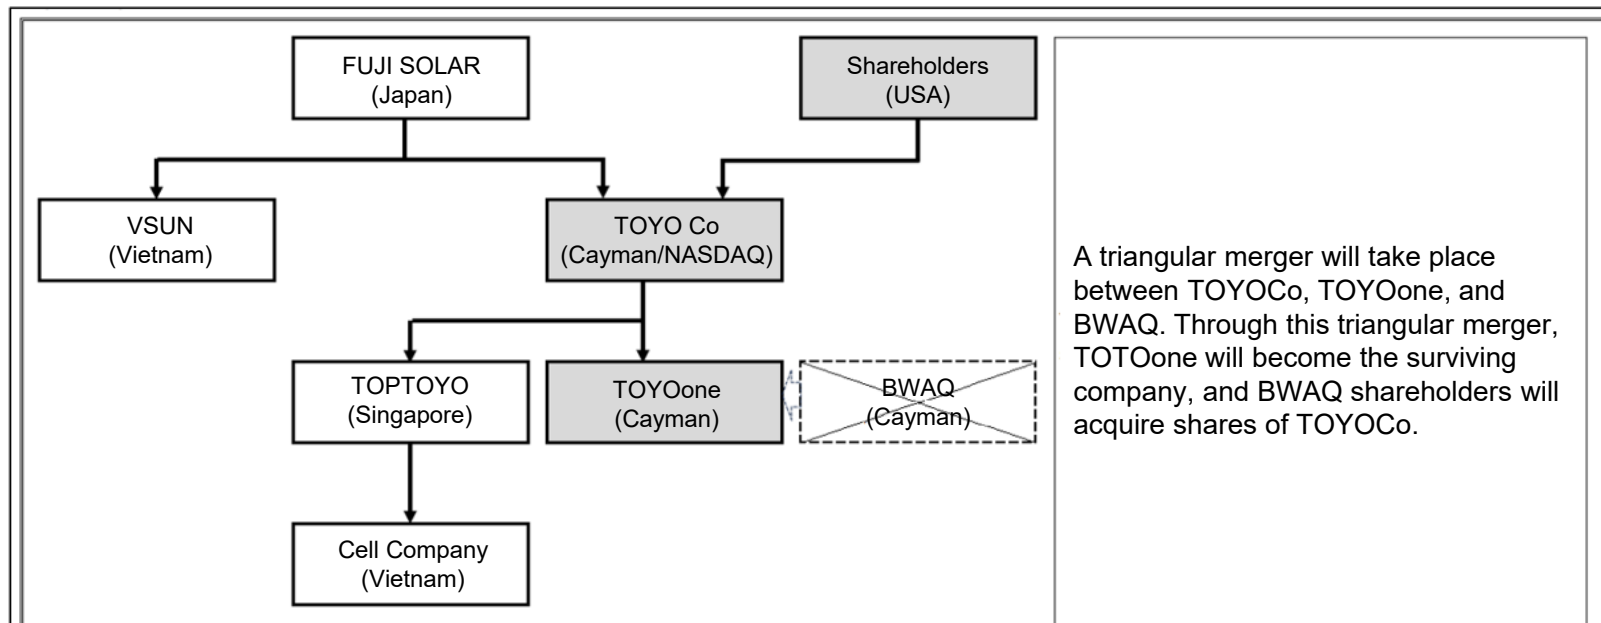 FUJI SOLAR
(Japan)
Shareholders
(USA)
VSUN
(Vietnam)
TOYO Co
(Cayman/NASDAQ)
TOPTOYO
(Singapore)
TOYOone
(Cayman)
BWAQ
(Cayman)
Cell Company
(Vietnam)
A triangular merger will take place
between TOYOCo, TOYOone, and
BWAQ. Through this triangular merger,
TOTOone will become the surviving
company, and BWAQ shareholders will
acquire shares of TOYOCo.